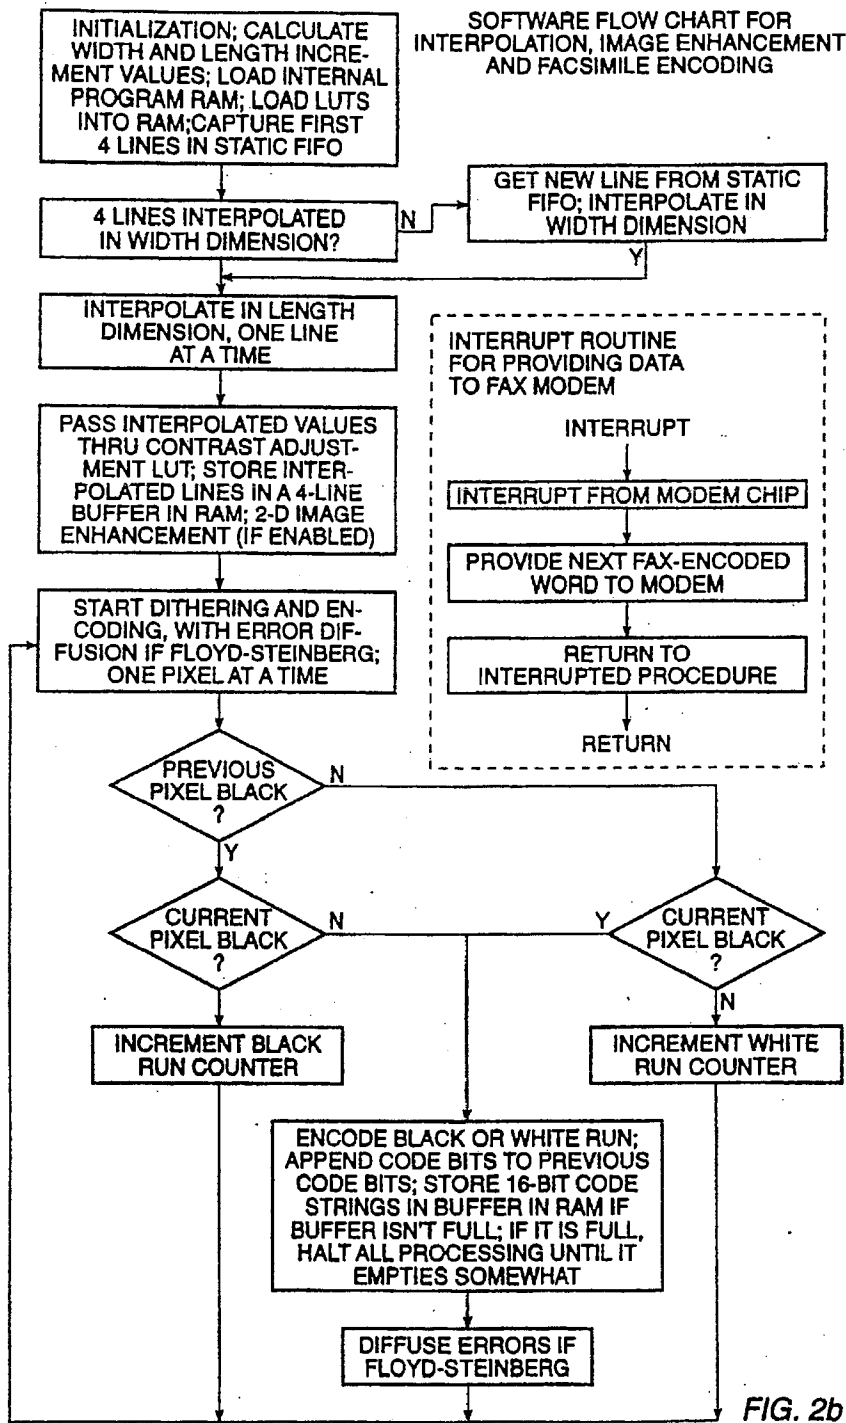 SOFTWARE FLOW CHART FOR
INTERPOLATION, IMAGE ENHANCEMENT
AND FACSIMILE ENCODING
INITIALIZATION; CALCULATE
WIDTH AND LENGTH INCRE-
MENT VALUES; LOAD INTERNAL
PROGRAM RAM; LOAD LUTS
INTO RAM;CAPTURE FIRST
4 LINES IN STATIC FIFO
4 LINES INTERPOLATED
IN WIDTH DIMENSION?
N
GET NEW LINE FROM STATIC
FIFO; INTERPOLATE IN
WIDTH DIMENSION
Y
INTERPOLATE IN LENGTH
DIMENSION, ONE LINE
AT A TIME
PASS INTERPOLATED VALUES
THRU CONTRAST ADJUST-
MENT LUT; STORE INTER-
POLATED LINES IN A 4-LINE
BUFFER IN RAM; 2-D IMAGE
ENHANCEMENT (IF ENABLED)
START DITHERING AND EN-
CODING, WITH ERROR DIF-
FUSION IF FLOYD-STEINBERG;
ONE PIXEL AT A TIME
INTERRUPT ROUTINE
FOR PROVIDING DATA
TO FAX MODEM
INTERRUPT
INTERRUPT FROM MODEM CHIP
PROVIDE NEXT FAX-ENCODED
WORD TO MODEM
RETURN TO
INTERRUPTED PROCEDURE
RETURN
PREVIOUS
PIXEL BLACK
?
N
Y
CURRENT
PIXEL BLACK
?
N
Y
CURRENT
PIXEL BLACK
?
N
INCREMENT BLACK
RUN COUNTER
INCREMENT WHITE
RUN COUNTER
ENCODE BLACK OR WHITE RUN;
APPEND CODE BITS TO PREVIOUS
CODE BITS; STORE 16-BIT CODE
STRINGS IN BUFFER IN RAM IF
BUFFER ISN'T FULL; IF IT IS FULL,
HALT ALL PROCESSING UNTIL IT
EMPTIES SOMEWHAT
DIFFUSE ERRORS IF
FLOYD-STEINBERG
FIG. 2b